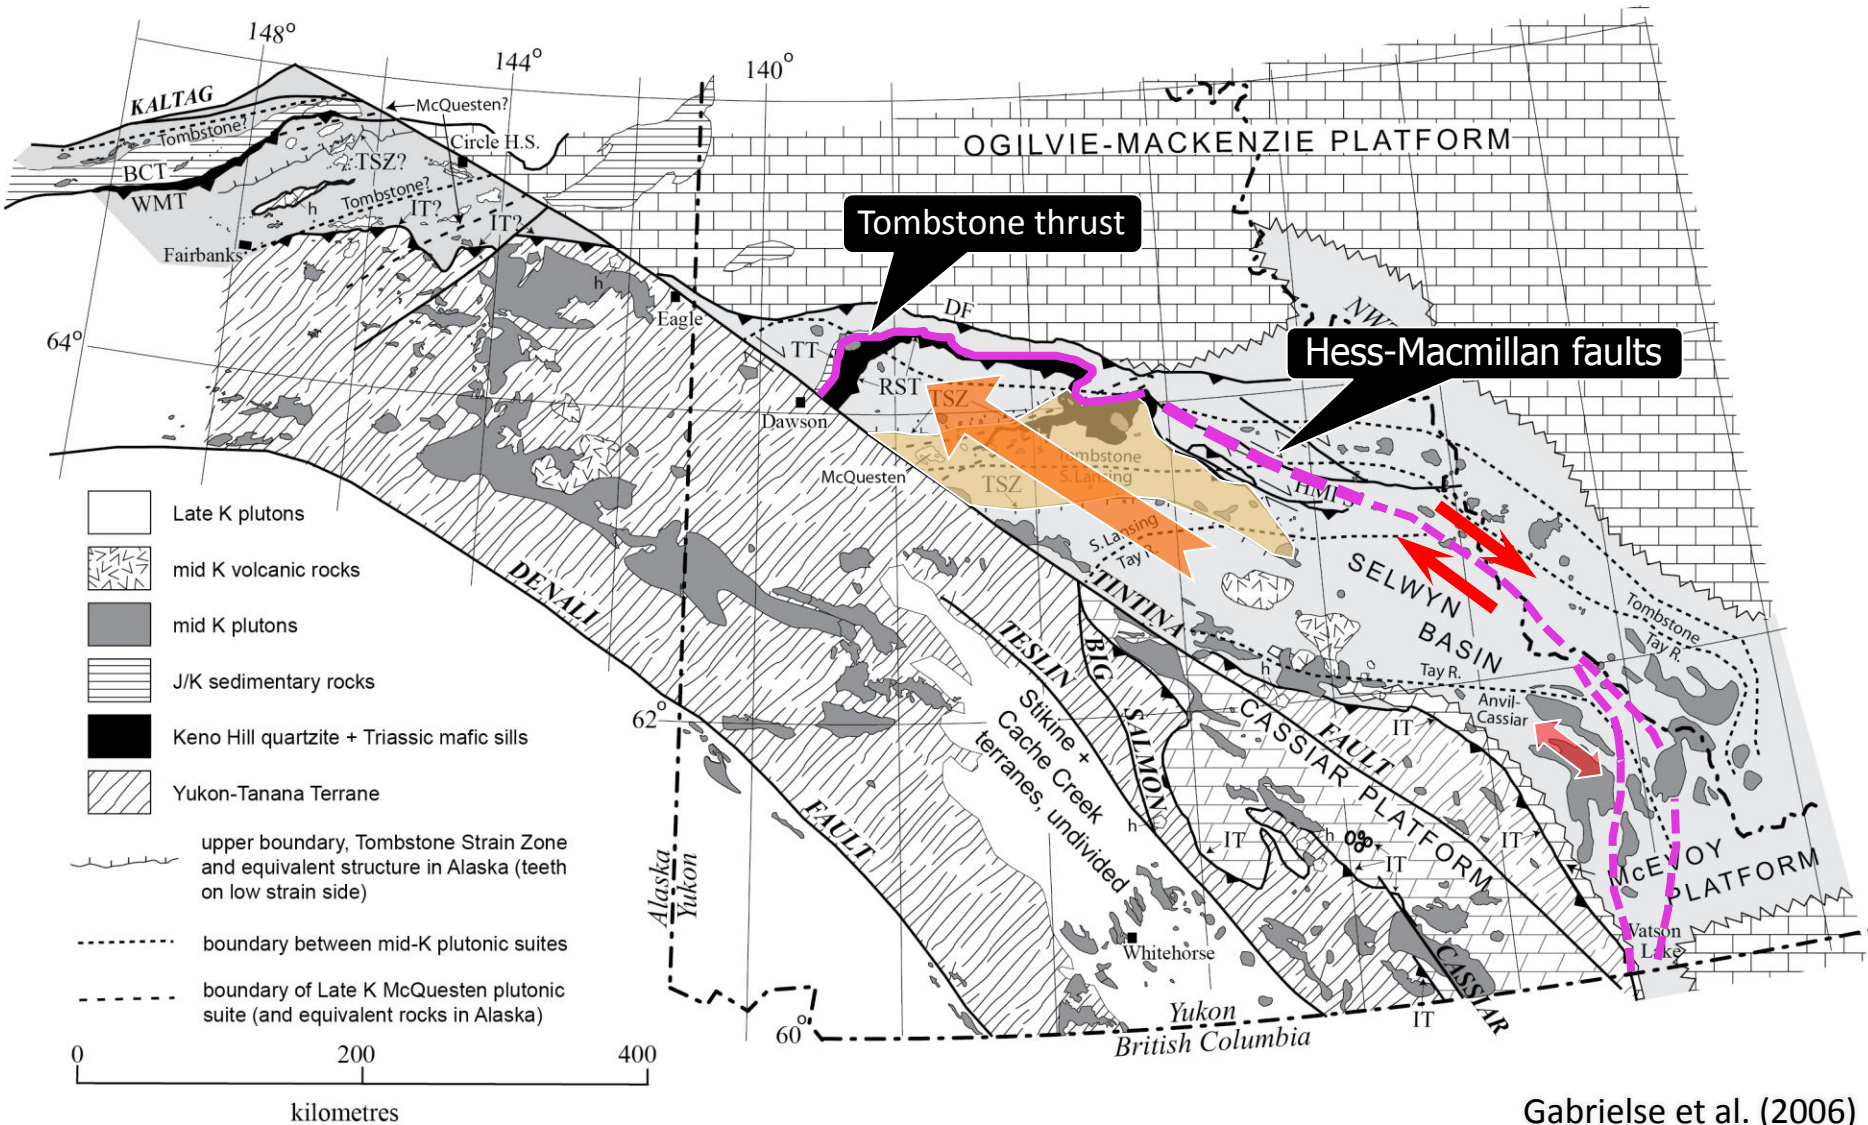 148°
144°
140°
KALTAG
McQuesten?
Tombstone?
Circle H.S.
OGILVIE-MACKENZIE PLATFORM
BCT
TSZ?
WMT
h
Tombstone?
IT?
IT?
Fairbanks
Tombstone thrust
h
Eagle
DF
NW
64°
TT
Hess-Macmillan faults
RST
TSZ
Dawson
McQuesten
Tombstone
S. Lansing
TSZ
HMF
S. Lansing
Tay R.
SELWYN
BASIN
Tombstone
Tay R.
Late K plutons
mid K volcanic rocks
mid K plutons
J/K sedimentary rocks
Keno Hill quartzite + Triassic mafic sills
Yukon-Tanana Terrane
upper boundary, Tombstone Strain Zone
and equivalent structure in Alaska (teeth
on low strain side)
boundary between mid-K plutonic suites
boundary of Late K McQuesten plutonic
suite (and equivalent rocks in Alaska)
DENALI
FAULT
TINTINA
FAULT
TESLIN
BIG
SALMON
h
Tay R.
Anvil-
Cassiar
62°
Stikine +
Cache Creek
terranes, undivided
CASSIAR PLATFORM
IT
IT
h
h
IT
IT
McEVOY
PLATFORM
Alaska
Yukon
Whitehorse
Watson
Lake
CASSIAR
IT
60°
Yukon
British Columbia
0
200
400
kilometres
Gabrielse et al. (2006)